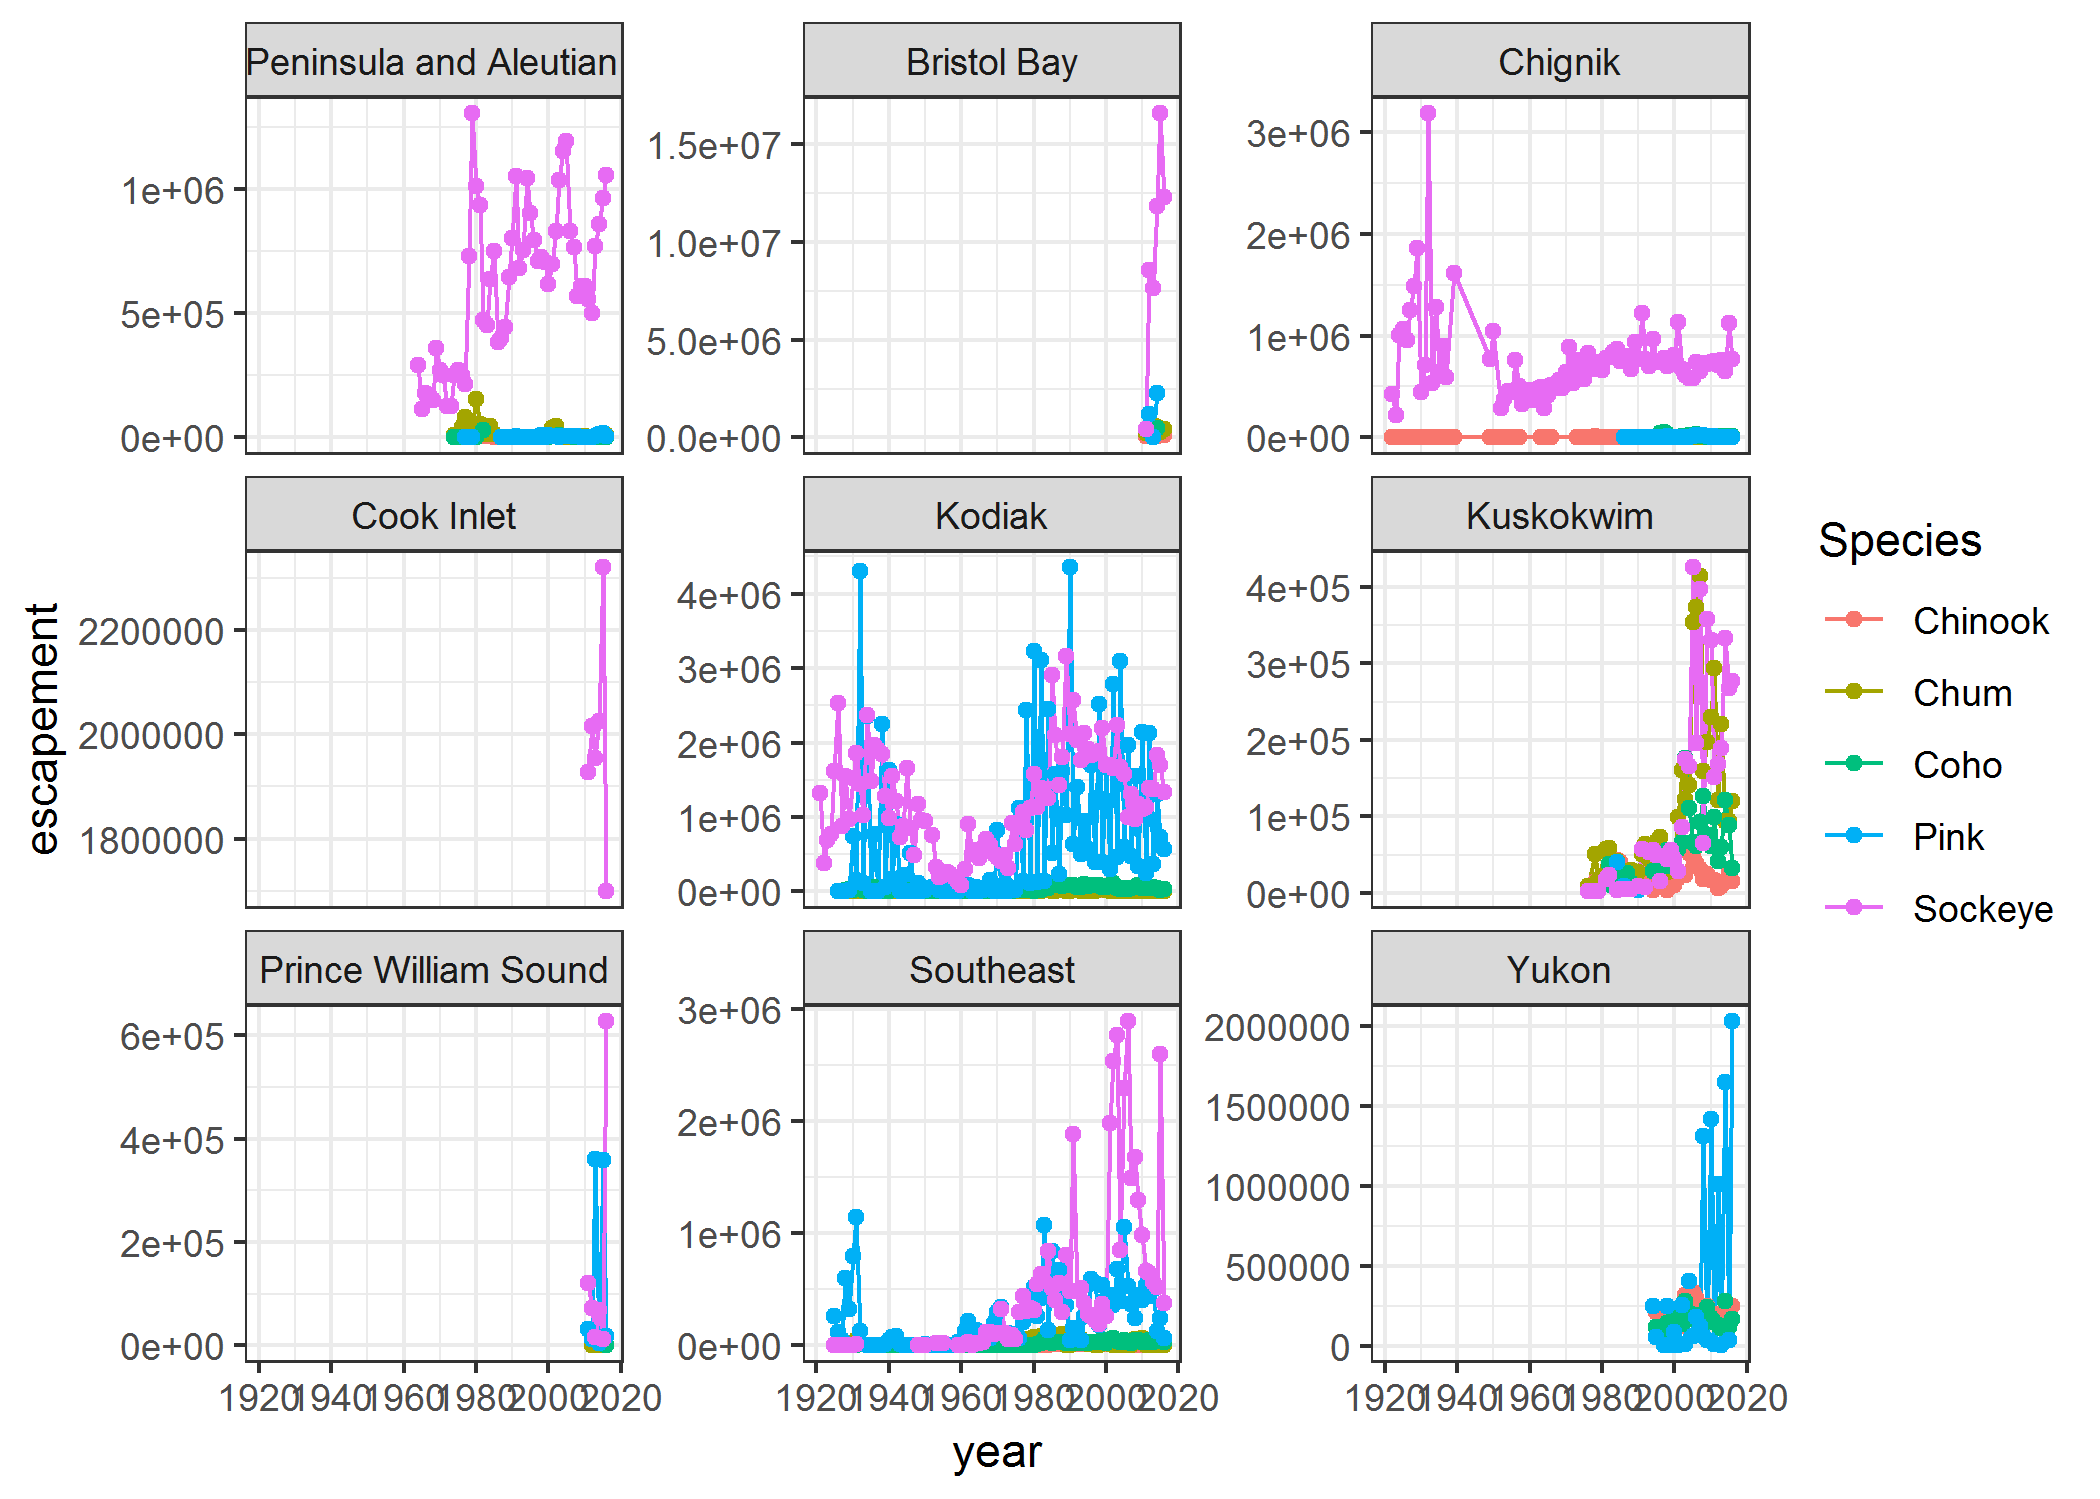 Peninsula and Aleutian
Bristol Bay
Chignik
1e+06
5e+05
0e+00
1.5e+07
1.0e+07
5.0e+06
0.0e+00
3e+06
2e+06
1e+06
0e+00
Cook Inlet
Kodiak
Kuskokwim
2200000
2000000
1800000
4e+06
3e+06
2e+06
1e+06
0e+00
4e+05
3e+05
2e+05
1e+05
0e+00
Prince William Sound
Southeast
Yukon
6e+05
4e+05
2e+05
0e+00
3e+06
2e+06
1e+06
0e+00
2000000
1500000
1000000
500000
0
1920 1940 1960 1980 2000 2020
1920 1940 1960 1980 2000 2020
1920 1940 1960 1980 2000 2020
year
escapement
Species
Chinook
Chum
Coho
Pink
Sockeye